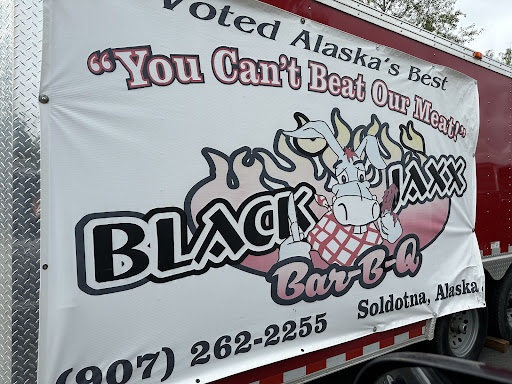 Voted Alaska's Best
"You Can't Beat Our Meat!"
BLACK JAXX
Bar-B-Q
Soldotna, Alaska
(907) 262-2255